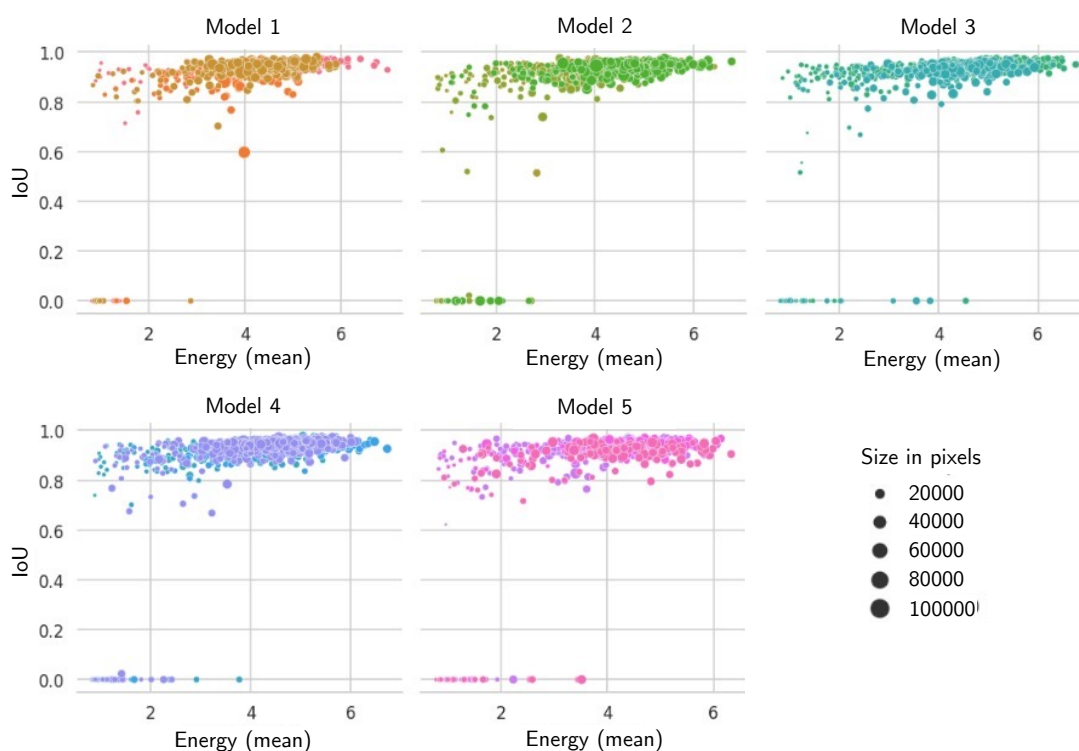 Model 1
Model 2
Model 3
1.0
0.8
0.6
0.4
0.2
0.0
IoU
2
4
6
2
4
6
2
4
6
Energy (mean)
Energy (mean)
Energy (mean)
Model 4
Model 5
1.0
0.8
0.6
0.4
0.2
0.0
IoU
2
4
6
2
4
6
Energy (mean)
Energy (mean)
Size in pixels
20000
40000
60000
80000
100000